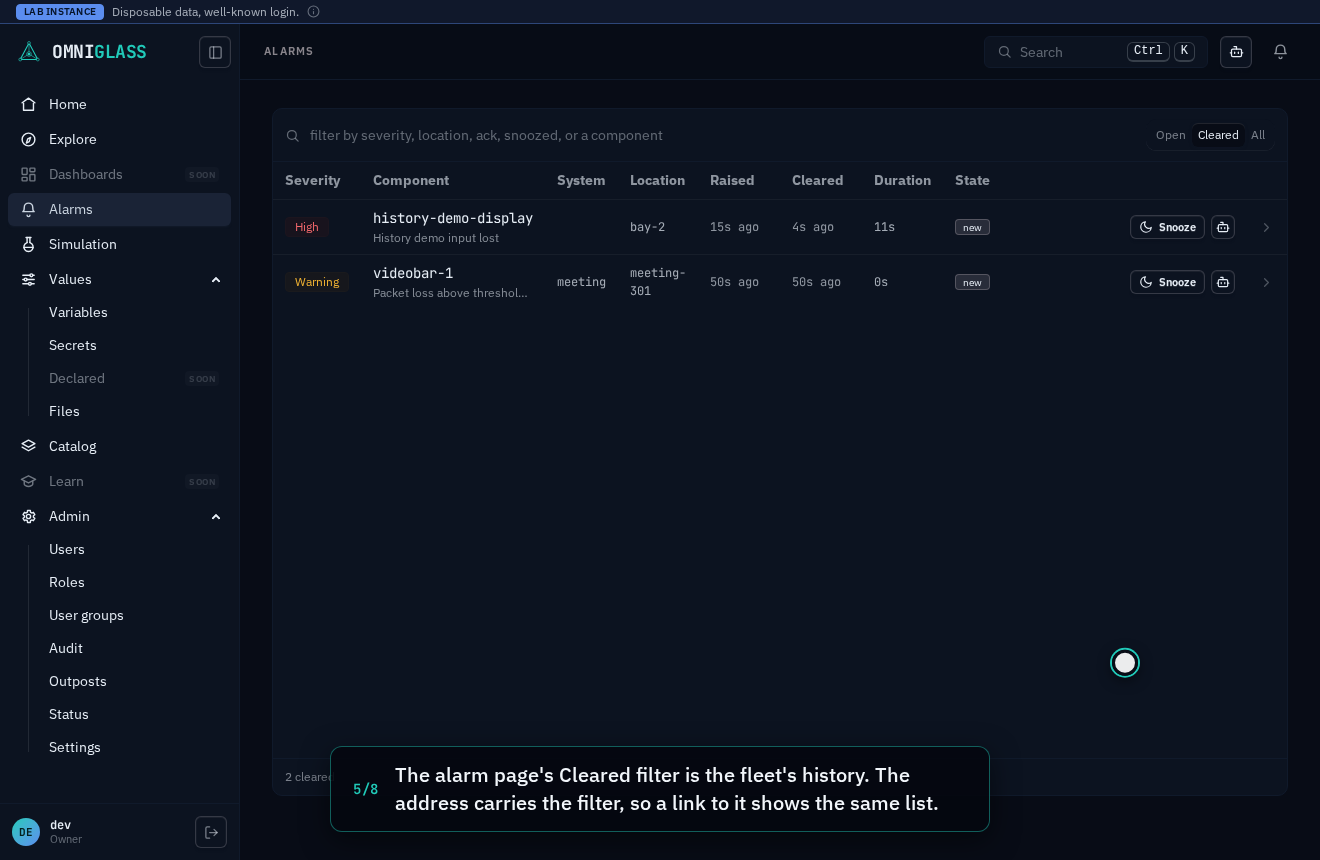 LAB INSTANCE Disposable data, well-known login.
OMNIGLASS
ALARMS
Search Ctrl K
Home
Explore
Dashboards SOON
Alarms
Simulation
Values
Variables
Secrets
Declared SOON
Files
Catalog
Learn SOON
Admin
Users
Roles
User groups
Audit
Outposts
Status
Settings
DE dev
Owner
filter by severity, location, ack, snoozed, or a component Open Cleared All
Severity Component System Location Raised Cleared Duration State
High history-demo-display bay-2 15s ago 4s ago 11s new Snooze
History demo input lost
Warning videobar-1 meeting meeting-301 50s ago 50s ago 0s new Snooze
Packet loss above threshol…
2 cleared
5/8 The alarm page's Cleared filter is the fleet's history. The
address carries the filter, so a link to it shows the same list.